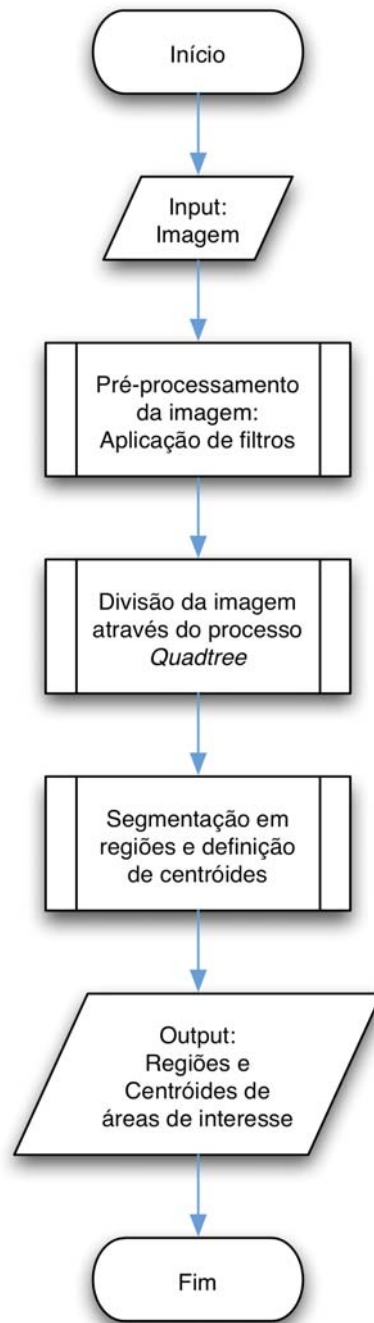 Início
Input:
Imagem
Pré-processamento
da imagem:
Aplicação de filtros
Divisão da imagem
através do processo
Quadtree
Segmentação em
regiões e definição
de centróides
Output:
Regiões e
Centróides de
áreas de interesse
Fim